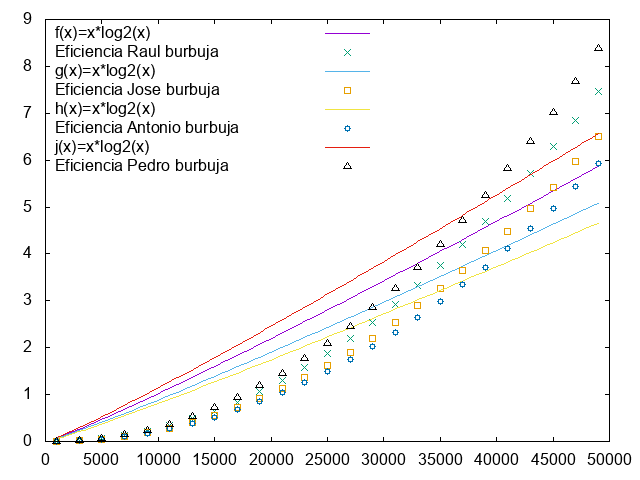 9
8
7
6
5
4
3
2
1
0
f(x)=x*log2(x)
Eficiencia Raul burbuja
g(x)=x*log2(x)
Eficiencia Jose burbuja
h(x)=x*log2(x)
Eficiencia Antonio burbuja
j(x)=x*log2(x)
Eficiencia Pedro burbuja
0 5000 10000 15000 20000 25000 30000 35000 40000 45000 50000